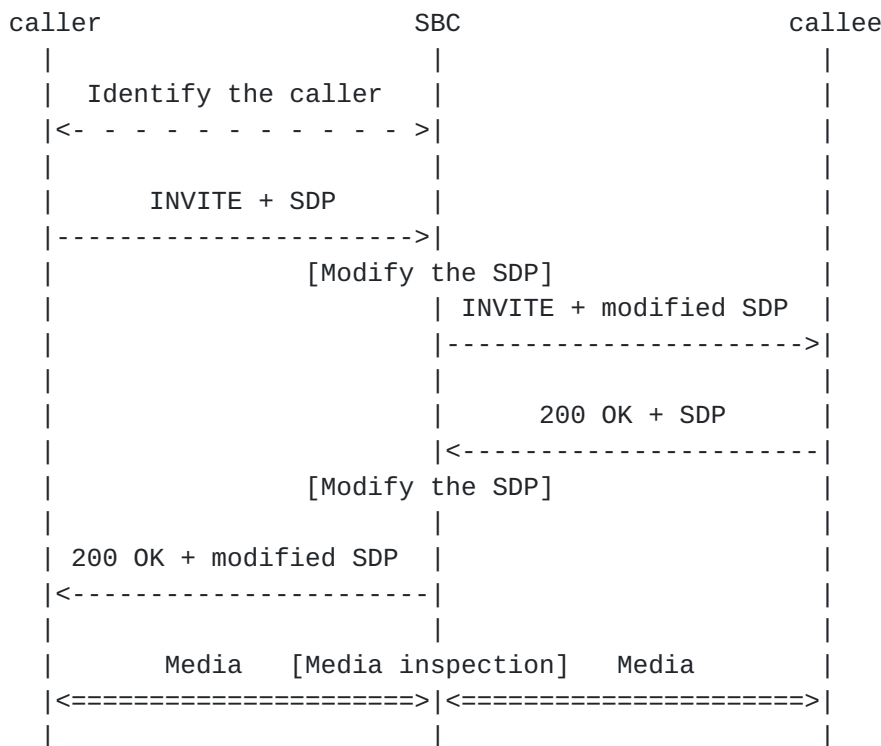 caller SBC callee
Identify the caller
INVITE + SDP
[Modify the SDP]
INVITE + modified SDP
200 OK + SDP
[Modify the SDP]
200 OK + modified SDP
Media [Media inspection] Media